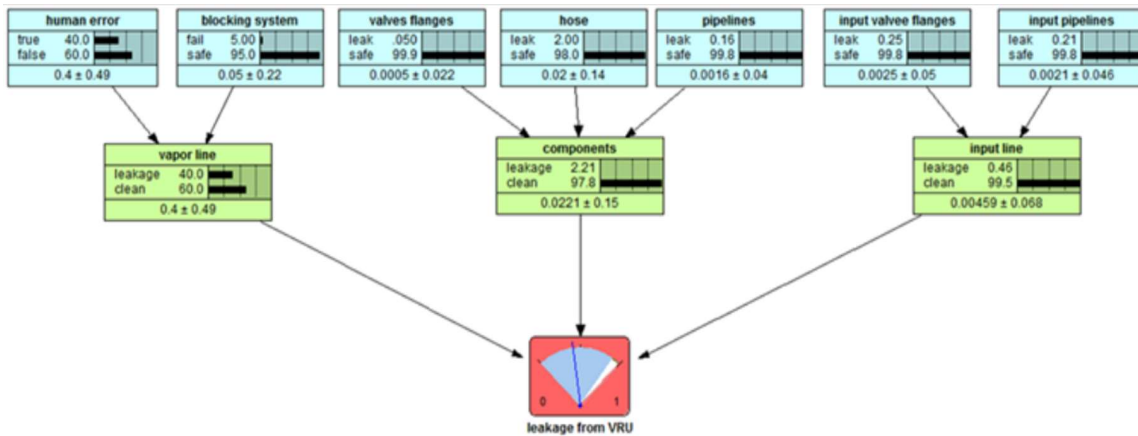 human error
true 40.0
false 60.0
0.4 ± 0.49
blocking system
fail 5.00
safe 95.0
0.05 ± 0.22
valves flanges
leak .050
safe 99.9
0.0005 ± 0.022
hose
leak 2.00
safe 98.0
0.02 ± 0.14
pipelines
leak 0.16
safe 99.8
0.0016 ± 0.04
input valvee flanges
leak 0.25
safe 99.8
0.0025 ± 0.05
input pipelines
leak 0.21
safe 99.8
0.0021 ± 0.046
vapor line
leakage 40.0
clean 60.0
0.4 ± 0.49
components
leakage 2.21
clean 97.8
0.0221 ± 0.15
input line
leakage 0.46
clean 99.5
0.00459 ± 0.068
0 1
leakage from VRU